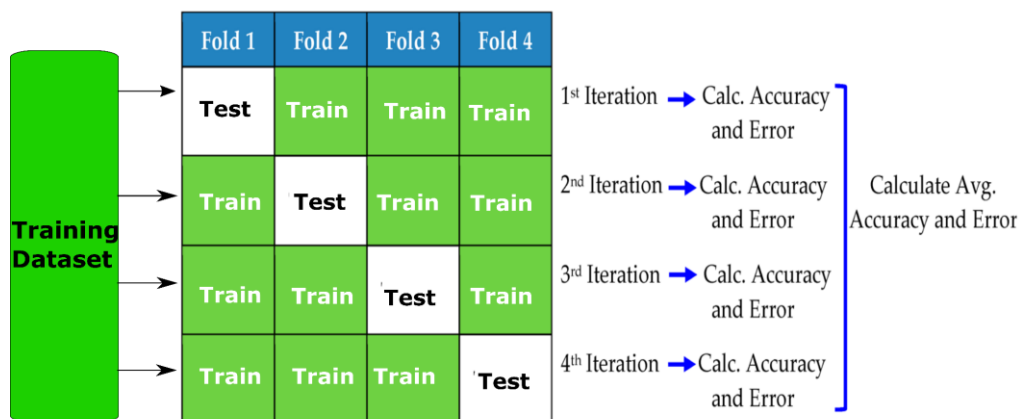 Fold 1 Fold 2 Fold 3 Fold 4
Training
Dataset
Test Train Train Train
1st Iteration Calc. Accuracy
and Error
Train Test Train Train
2nd Iteration Calc. Accuracy
and Error
Train Train Test Train
3rd Iteration Calc. Accuracy
and Error
Train Train Train Test
4th Iteration Calc. Accuracy
and Error
Calculate Avg.
Accuracy and Error